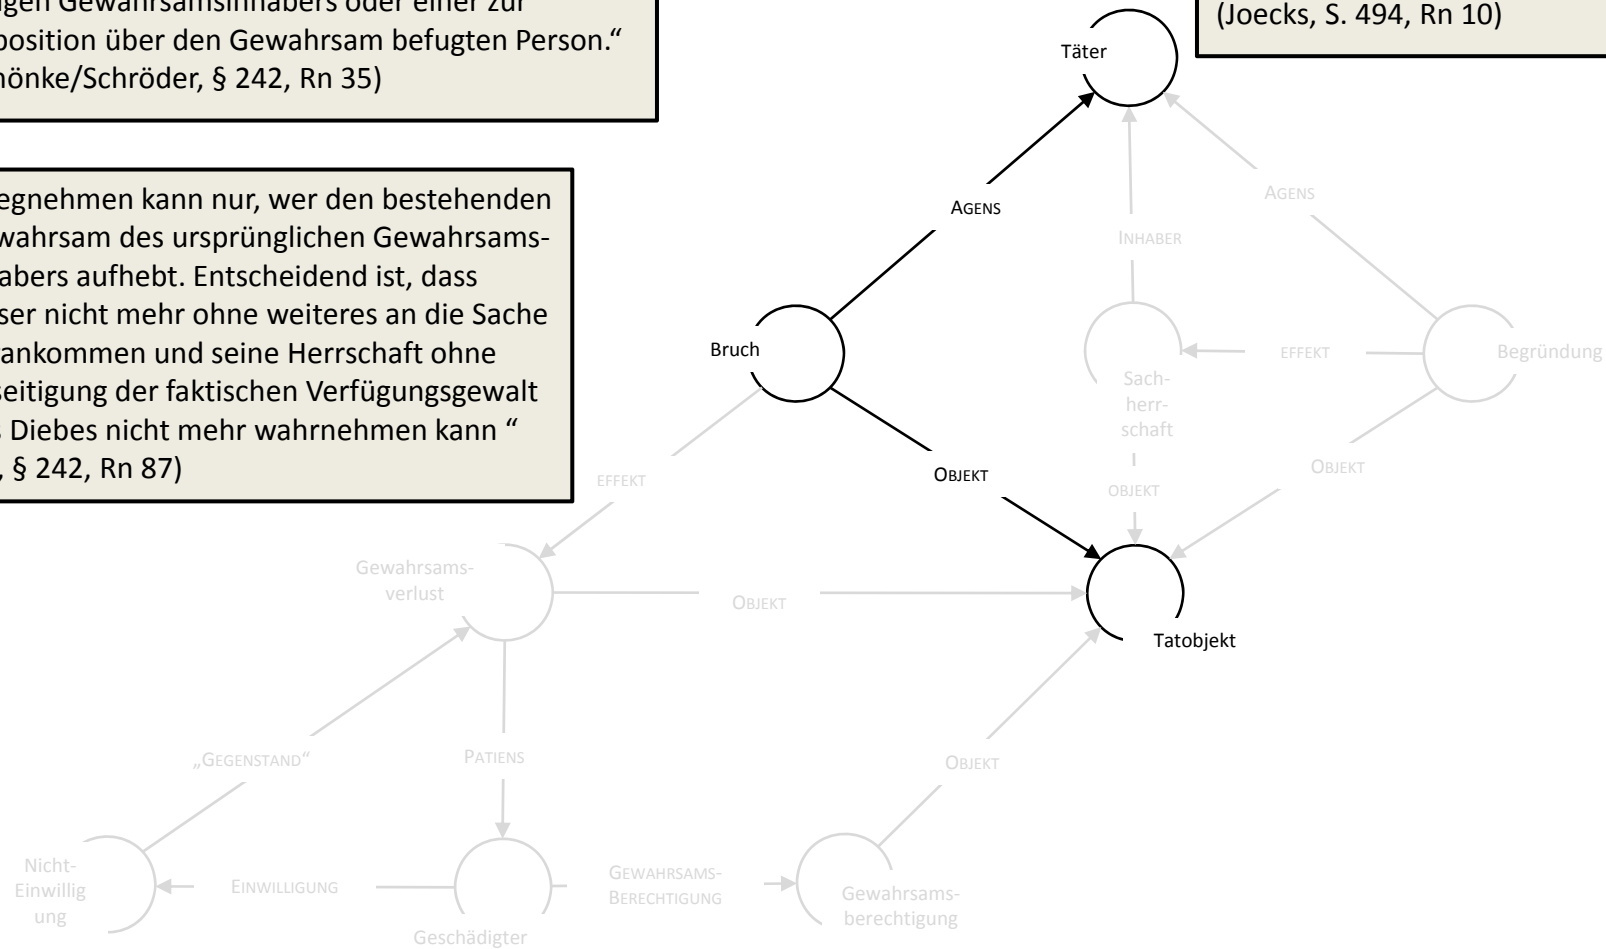 igen Gewahrsamsinhabers oder einer zur
position über den Gewahrsam befugten Person.“
hönke/Schröder, § 242, Rn 35)
(Joecks, S. 494, Rn 10)
egnehmen kann nur, wer den bestehenden
wahrsam des ursprünglichen Gewahrsams-
abers aufhebt. Entscheidend ist, dass
ser nicht mehr ohne weiteres an die Sache
rankommen und seine Herrschaft ohne
seitigung der faktischen Verfügungsgewalt
s Diebes nicht mehr wahrnehmen kann “
, § 242, Rn 87)
Täter
AGENS
AGENS
INHABER
Bruch
EFFEKT
Begründung
Sach-
herr-
schaft
OBJEKT
OBJEKT
EFFEKT
OBJEKT
Gewahrsams-
verlust
OBJEKT
Tatobjekt
„GEGENSTAND“
PATIENS
OBJEKT
Nicht-
Einwillig
ung
EINWILLIGUNG
GEWAHRSAMS-
BERECHTIGUNG
Gewahrsams-
berechtigung
Geschädigter